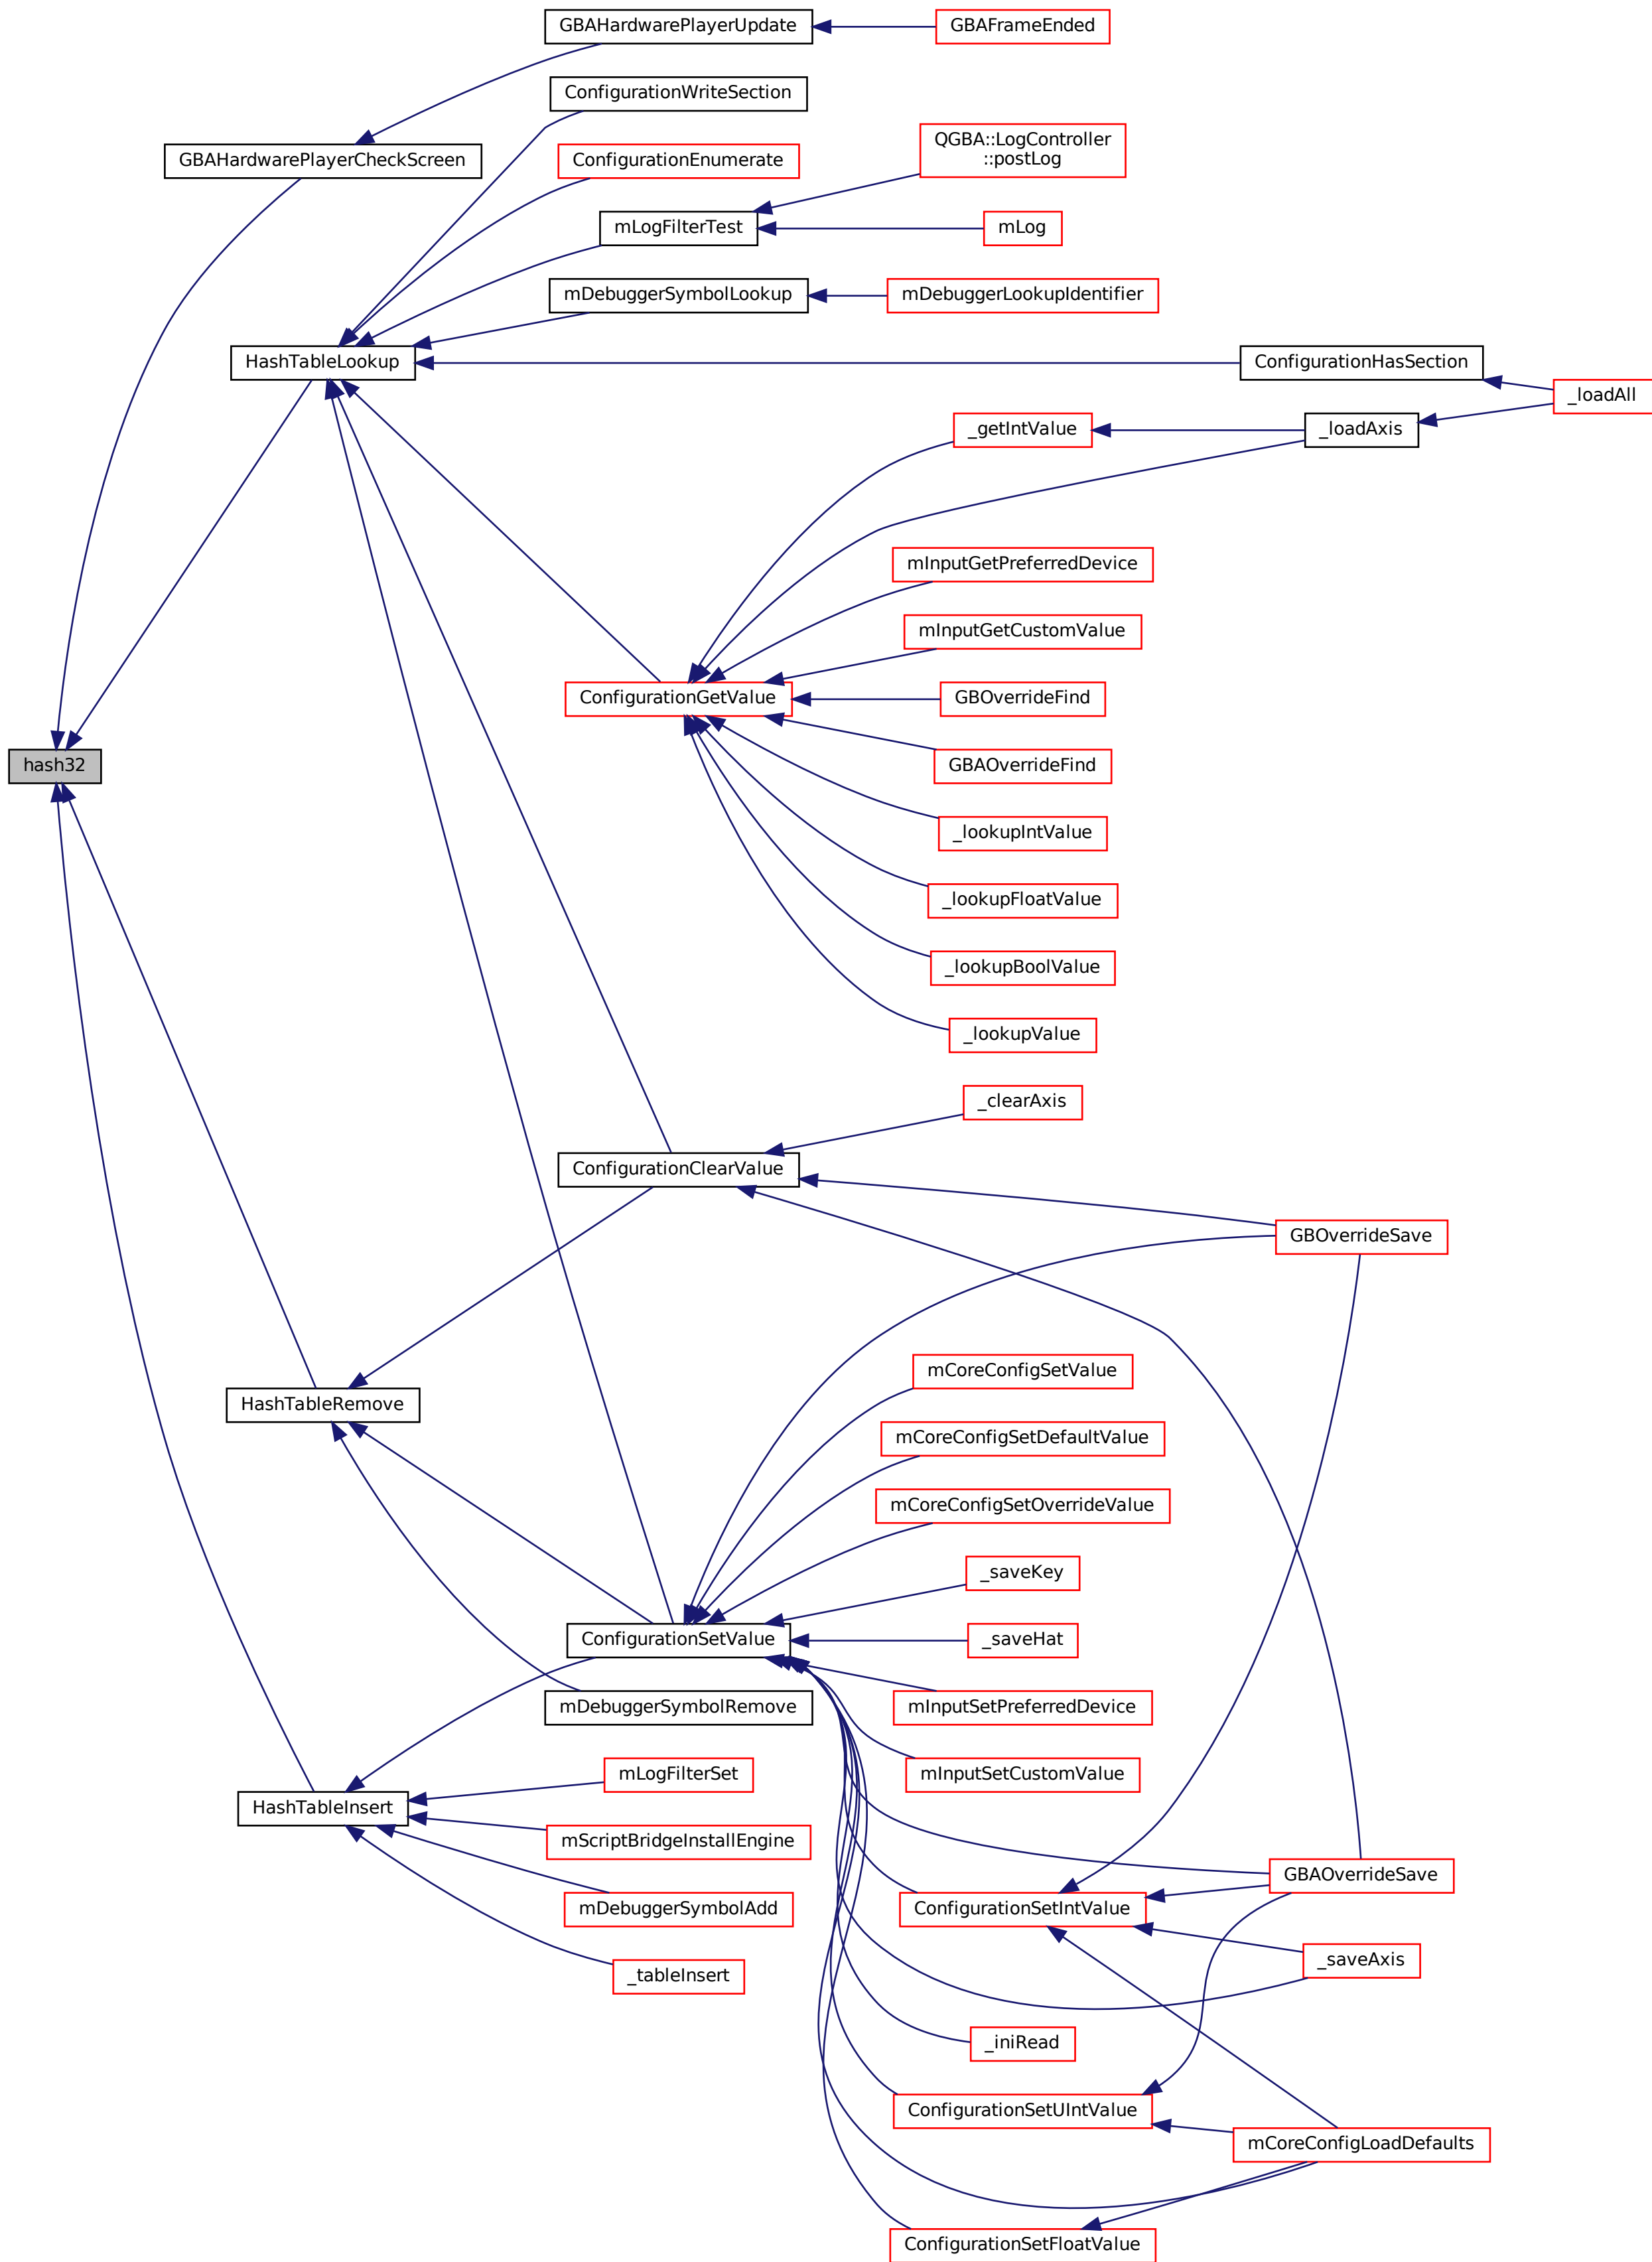 GBAHardwarePlayerUpdate
GBAFrameEnded
ConfigurationWriteSection
QGBA::LogController
::postLog
GBAHardwarePlayerCheckScreen
ConfigurationEnumerate
mLogFilterTest
mLog
mDebuggerSymbolLookup
mDebuggerLookupIdentifier
HashTableLookup
ConfigurationHasSection
_loadAll
_getIntValue
_loadAxis
mInputGetPreferredDevice
mInputGetCustomValue
ConfigurationGetValue
GBOverrideFind
hash32
GBAOverrideFind
_lookupIntValue
_lookupFloatValue
_lookupBoolValue
_lookupValue
_clearAxis
ConfigurationClearValue
GBOverrideSave
mCoreConfigSetValue
HashTableRemove
mCoreConfigSetDefaultValue
mCoreConfigSetOverrideValue
_saveKey
ConfigurationSetValue
_saveHat
mDebuggerSymbolRemove
mInputSetPreferredDevice
mLogFilterSet
mInputSetCustomValue
HashTableInsert
mScriptBridgeInstallEngine
GBAOverrideSave
mDebuggerSymbolAdd
ConfigurationSetIntValue
_saveAxis
_tableInsert
_iniRead
ConfigurationSetUIntValue
mCoreConfigLoadDefaults
ConfigurationSetFloatValue